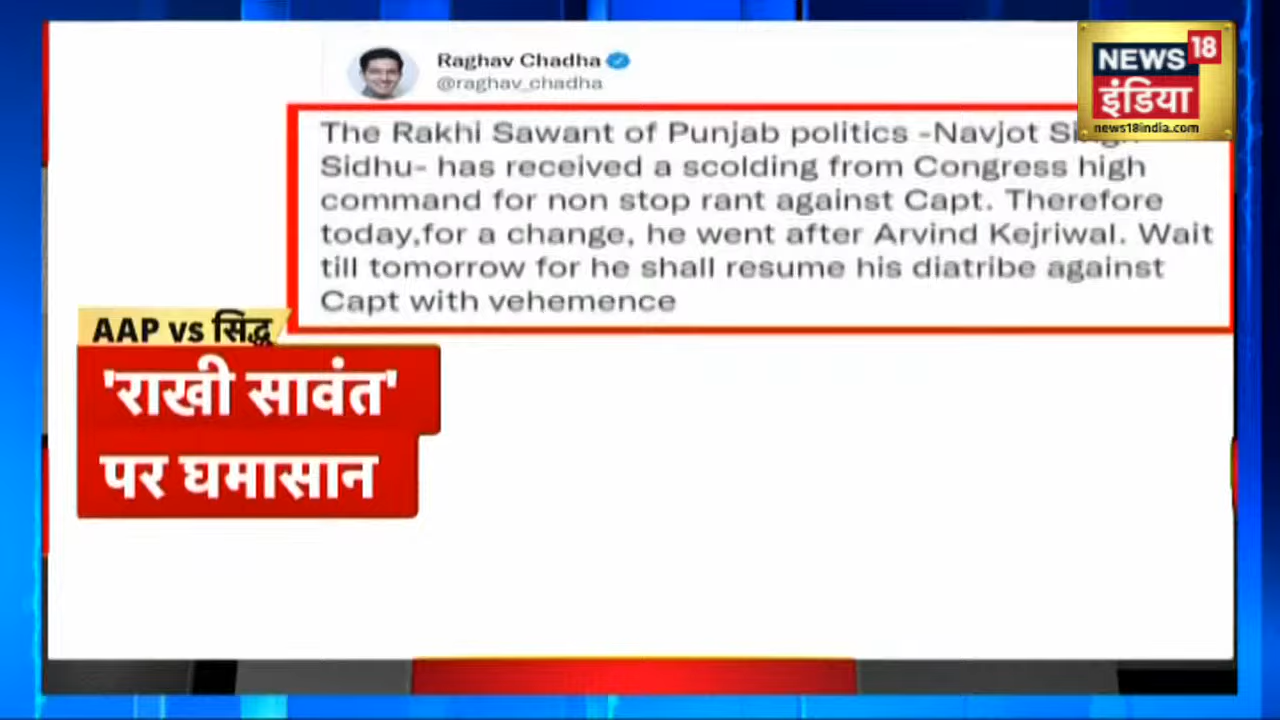 Raghav Chadha
@raghav_chadha
NEWS 18
इंडिया
news18india.com
The Rakhi Sawant of Punjab politics -Navjot Singh
Sidhu- has received a scolding from Congress high
command for non stop rant against Capt. Therefore
today,for a change, he went after Arvind Kejriwal. Wait
till tomorrow for he shall resume his diatribe against
Capt with vehemence
AAP vs सिद्धू
'राखी सावंत'
पर घमासान